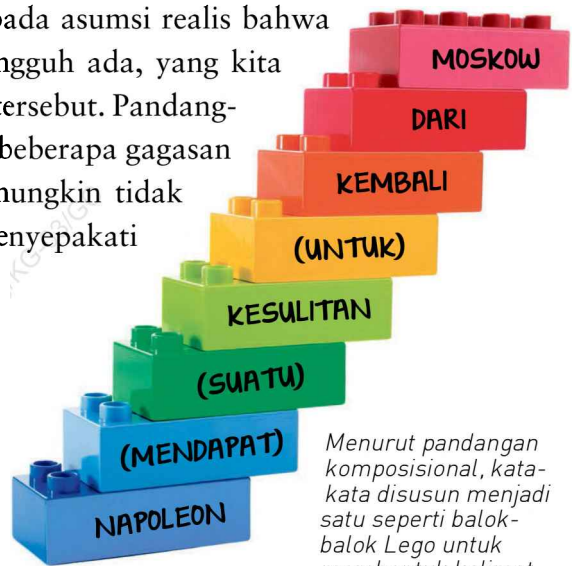 pada asumsi realis bahwa
ngguh ada, yang kita
tersebut. Pandang-
beberapa gagasan
mungkin tidak
enyepakati
MOSKOW
DARI
KEMBALI
(UNTUK)
KESULITAN
(SUATU)
(MENDAPAT)
NAPOLEON
Menurut pandangan
komposisional, kata-
kata disusun menjadi
satu seperti balok-
balok Lego untuk